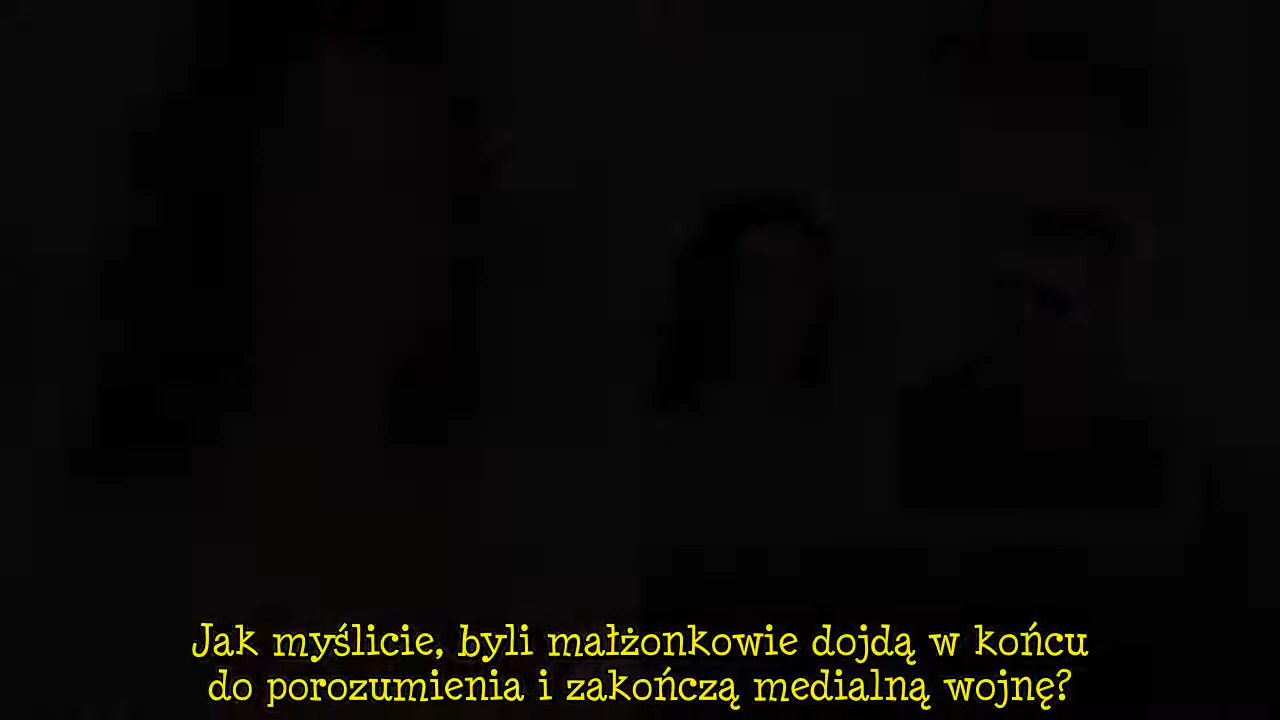 Jak myślicie, byli małżonkowie dojdą w końcu
do porozumienia i zakończą medialną wojnę?